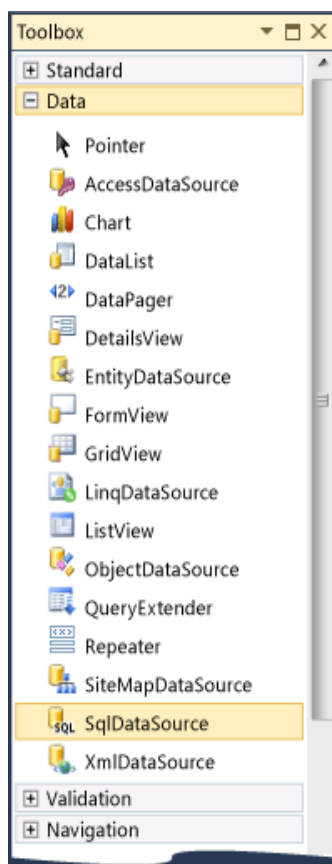 Toolbox
Standard
Data
Pointer
AccessDataSource
Chart
DataList
DataPager
DetailsView
EntityDataSource
FormView
GridView
LinqDataSource
ListView
ObjectDataSource
QueryExtender
Repeater
SiteMapDataSource
SQL SqlDataSource
XmlDataSource
Validation
Navigation